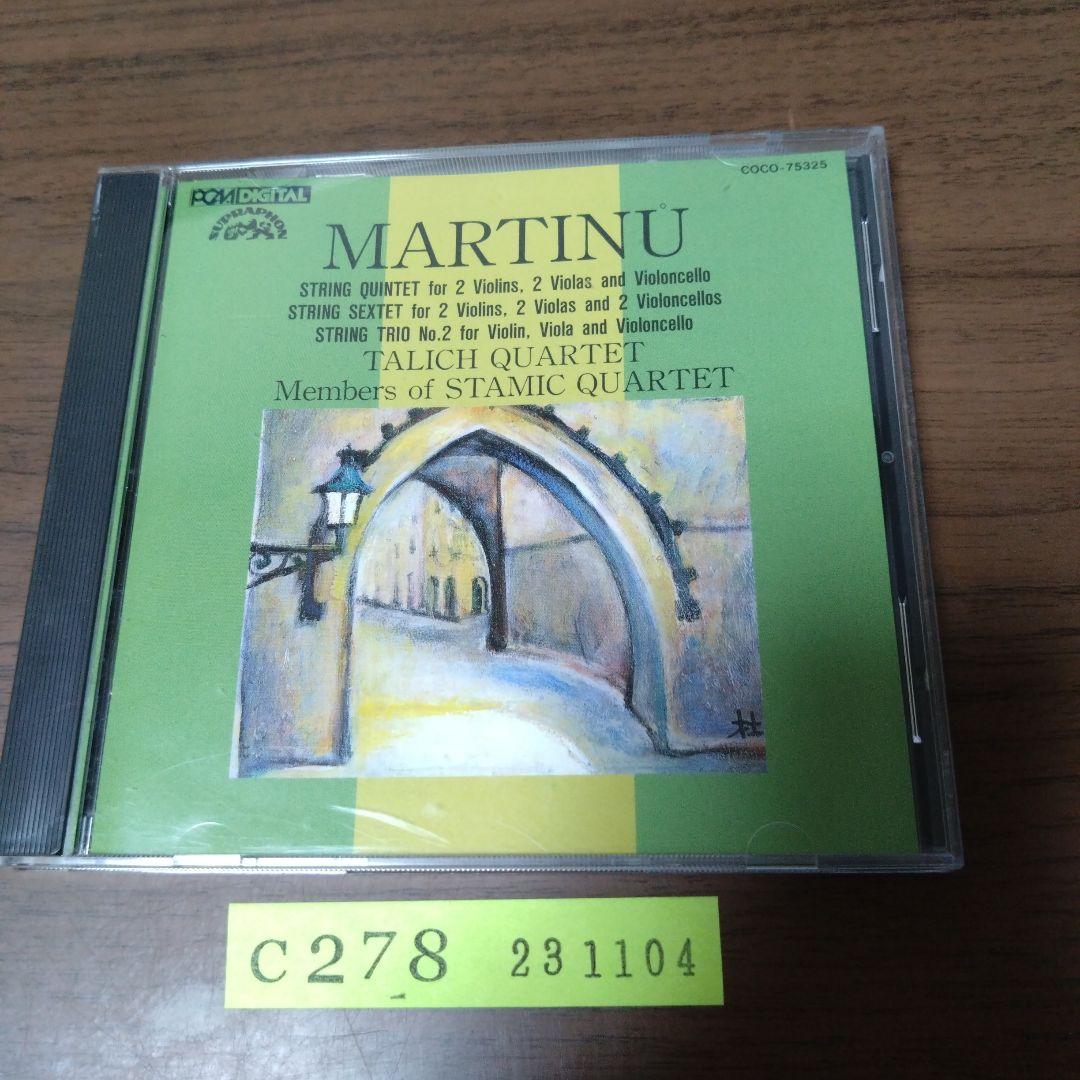 COCO-75325
PCM DIGITAL
SUPRAPHON
MARTINŮ
STRING QUINTET for 2 Violins, 2 Violas and Violoncello
STRING SEXTET for 2 Violins, 2 Violas and 2 Violoncellos
STRING TRIO No.2 for Violin, Viola and Violoncello
TALICH QUARTET
Members of STAMIC QUARTET
C278 231104